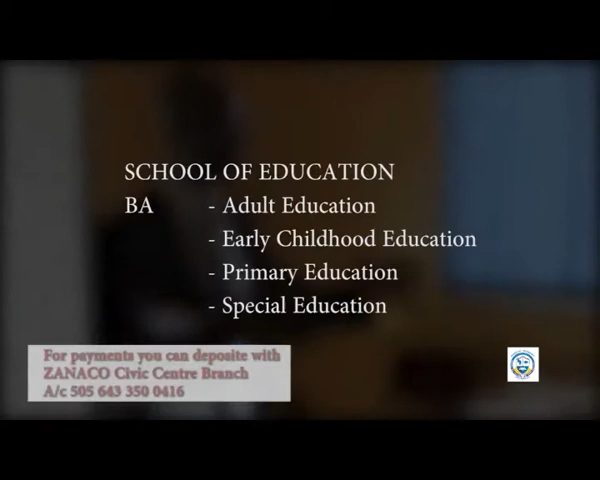 SCHOOL OF EDUCATION
BA - Adult Education
- Early Childhood Education
- Primary Education
- Special Education
For payments you can deposite with
ZANACO Civic Centre Branch
A/c 505 643 350 0416